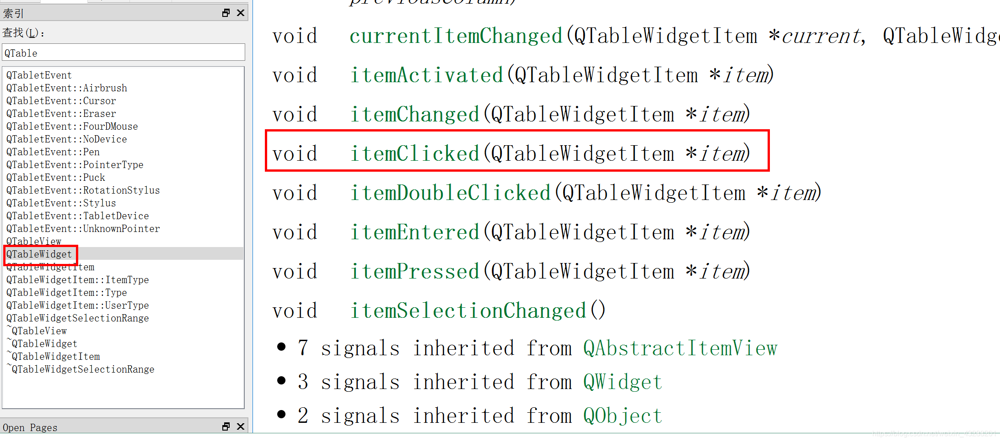 索引
查找(L):
QTable
QTabletEvent
QTabletEvent::Airbrush
QTabletEvent::Cursor
QTabletEvent::Eraser
QTabletEvent::FourDMouse
QTabletEvent::NoDevice
QTabletEvent::Pen
QTabletEvent::PointerType
QTabletEvent::Puck
QTabletEvent::RotationStylus
QTabletEvent::Stylus
QTabletEvent::TabletDevice
QTabletEvent::UnknownPointer
QTableView
QTableWidget
QTableWidgetItem
QTableWidgetItem::ItemType
QTableWidgetItem::Type
QTableWidgetItem::UserType
QTableWidgetSelectionRange
~QTableView
~QTableWidget
~QTableWidgetItem
~QTableWidgetSelectionRange
Open Pages
previousColumn)
void currentItemChanged(QTableWidgetItem *current, QTableWidg
void itemActivated(QTableWidgetItem *item)
void itemChanged(QTableWidgetItem *item)
void itemClicked(QTableWidgetItem *item)
void itemDoubleClicked(QTableWidgetItem *item)
void itemEntered(QTableWidgetItem *item)
void itemPressed(QTableWidgetItem *item)
void itemSelectionChanged()
• 7 signals inherited from QAbstractItemView
• 3 signals inherited from QWidget
• 2 signals inherited from QObject